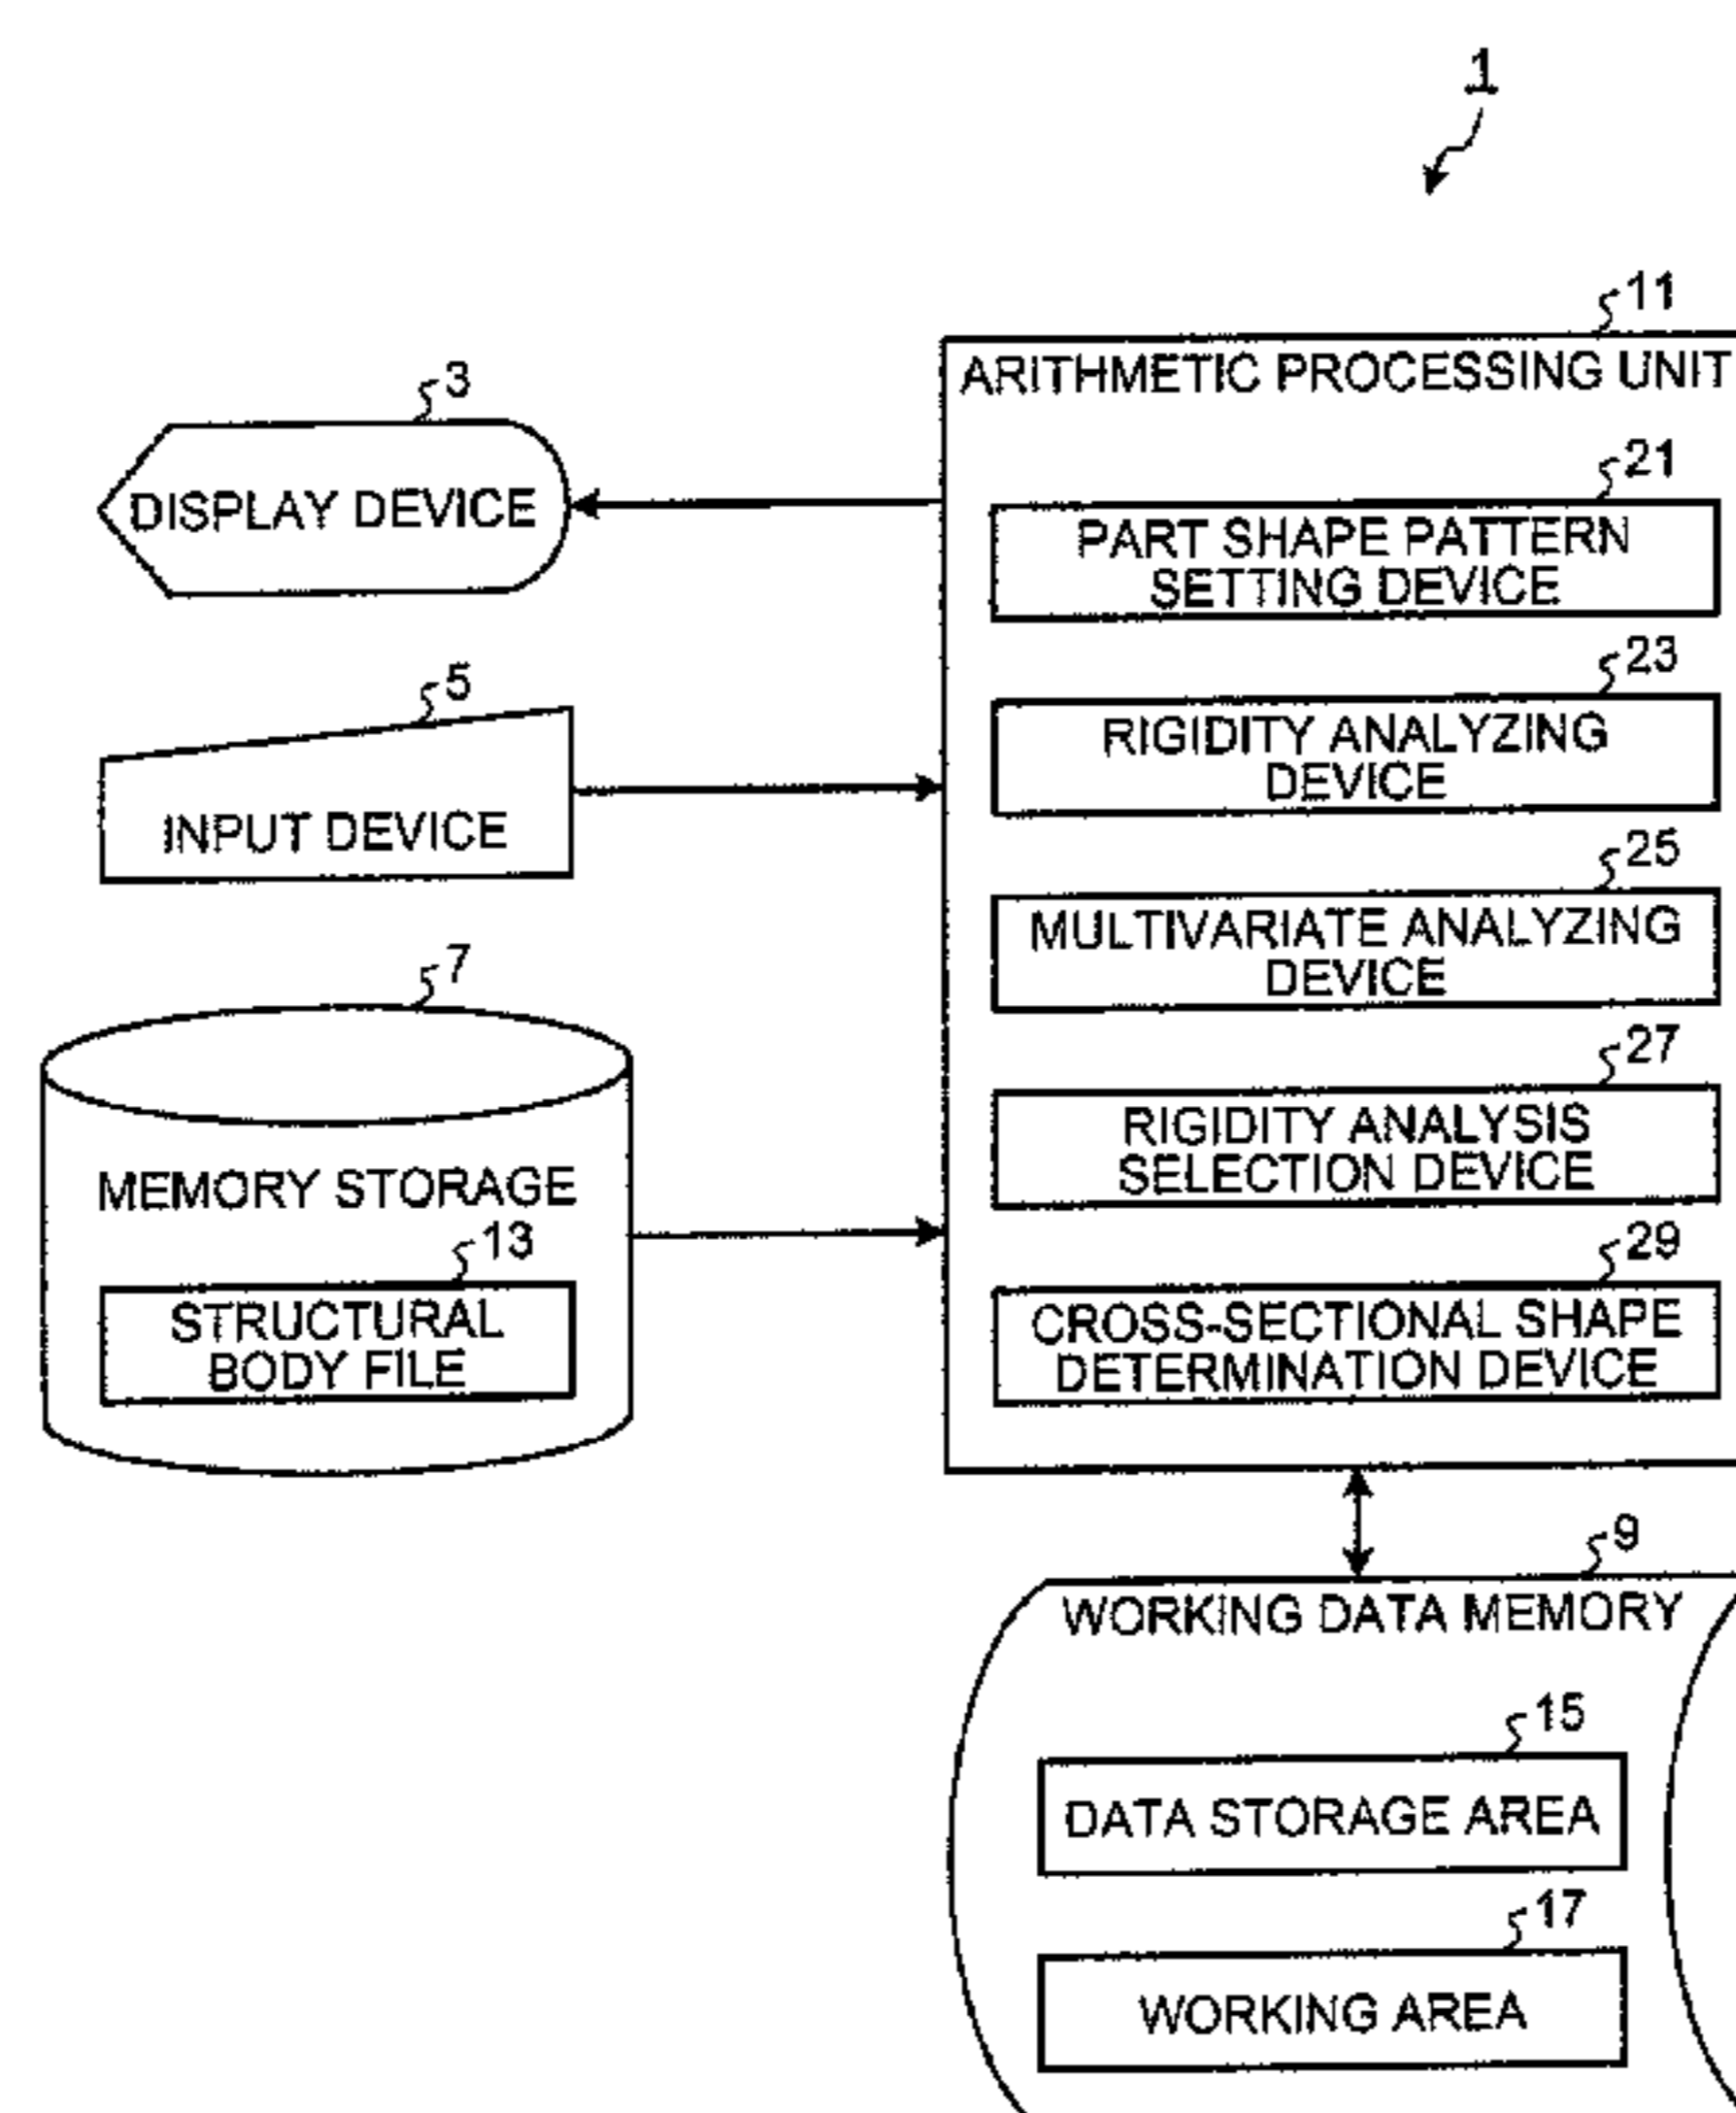 1
11
ARITHMETIC PROCESSING UNIT
3
DISPLAY DEVICE
21
PART SHAPE PATTERN
SETTING DEVICE
5
INPUT DEVICE
23
RIGIDITY ANALYZING
DEVICE
25
MULTIVARIATE ANALYZING
DEVICE
7
MEMORY STORAGE
13
STRUCTURAL
BODY FILE
27
RIGIDITY ANALYSIS
SELECTION DEVICE
29
CROSS-SECTIONAL SHAPE
DETERMINATION DEVICE
9
WORKING DATA MEMORY
15
DATA STORAGE AREA
17
WORKING AREA